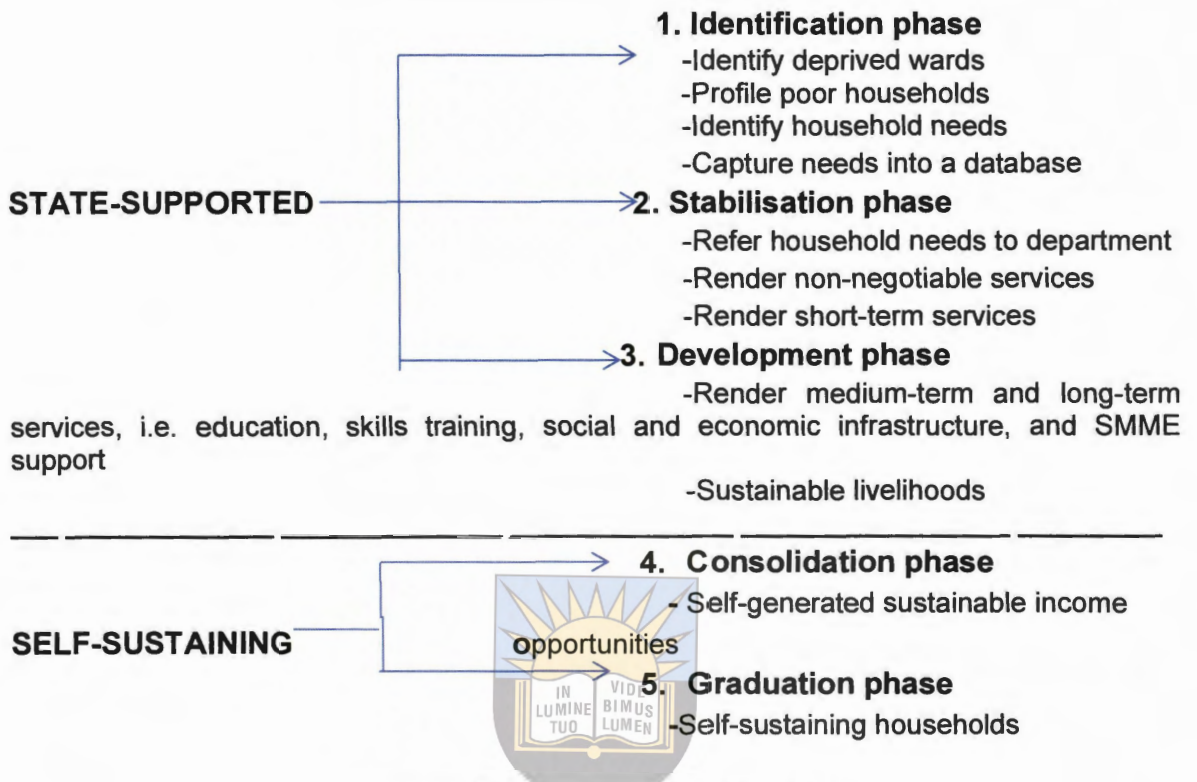 1. Identification phase
-Identify deprived wards
-Profile poor households
-Identify household needs
-Capture needs into a database
STATE-SUPPORTED
2. Stabilisation phase
-Refer household needs to department
-Render non-negotiable services
-Render short-term services
3. Development phase
-Render medium-term and long-term
services, i.e. education, skills training, social and economic infrastructure, and SMME
support
-Sustainable livelihoods
4. Consolidation phase
- Self-generated sustainable income
SELF-SUSTAINING
opportunities
5. Graduation phase
-Self-sustaining households
IN LUMINE TUO
VIDE BIMUS LUMEN